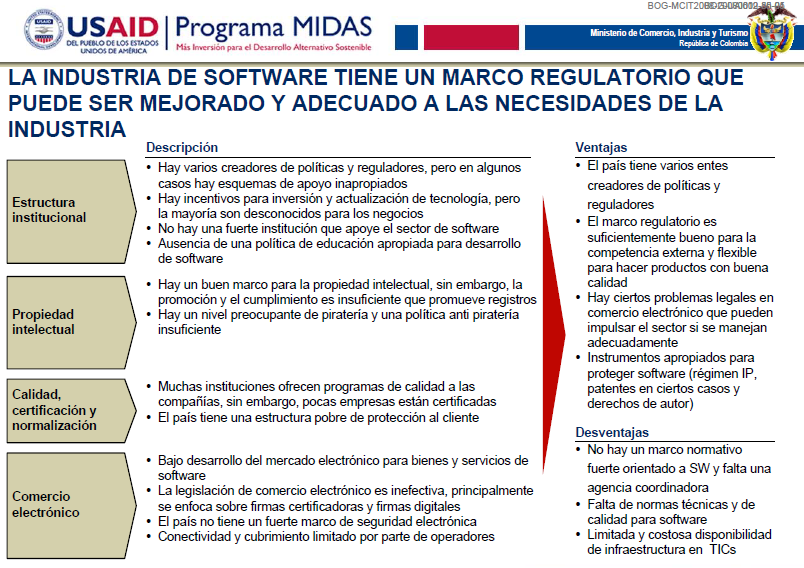 BOG-MCIT2008
USAID
DEL PUEBLO DE LOS ESTADOS
UNIDOS DE AMÉRICA
Programa MIDAS
Más Inversión para el Desarrollo Alternativo Sostenible
Ministerio de Comercio, Industria y Turismo
República de Colombia
LA INDUSTRIA DE SOFTWARE TIENE UN MARCO REGULATORIO QUE
PUEDE SER MEJORADO Y ADECUADO A LAS NECESIDADES DE LA
INDUSTRIA
Descripción
Estructura
institucional
• Hay varios creadores de políticas y reguladores, pero en algunos
casos hay esquemas de apoyo inapropiados
• Hay incentivos para inversión y actualización de tecnología, pero
la mayoría son desconocidos para los negocios
• No hay una fuerte institución que apoye el sector de software
• Ausencia de una política de educación apropiada para desarrollo
de software
Propiedad
intelectual
• Hay un buen marco para la propiedad intelectual, sin embargo, la
promoción y el cumplimiento es insuficiente que promueve registros
• Hay un nivel preocupante de piratería y una política anti piratería
insuficiente
Calidad,
certificación y
normalización
• Muchas instituciones ofrecen programas de calidad a las
compañías, sin embargo, pocas empresas están certificadas
• El país tiene una estructura pobre de protección al cliente
Comercio
electrónico
• Bajo desarrollo del mercado electrónico para bienes y servicios de
software
• La legislación de comercio electrónico es inefectiva, principalmente
se enfoca sobre firmas certificadoras y firmas digitales
• El país no tiene un fuerte marco de seguridad electrónica
• Conectividad y cubrimiento limitado por parte de operadores
Ventajas
• El país tiene varios entes
creadores de políticas y
reguladores
• El marco regulatorio es
suficientemente bueno para la
competencia externa y flexible
para hacer productos con buena
calidad
• Hay ciertos problemas legales en
comercio electrónico que pueden
impulsar el sector si se manejan
adecuadamente
• Instrumentos apropiados para
proteger software (régimen IP,
patentes en ciertos casos y
derechos de autor)
Desventajas
• No hay un marco normativo
fuerte orientado a SW y falta una
agencia coordinadora
• Falta de normas técnicas y de
calidad para software
• Limitada y costosa disponibilidad
de infraestructura en TICs